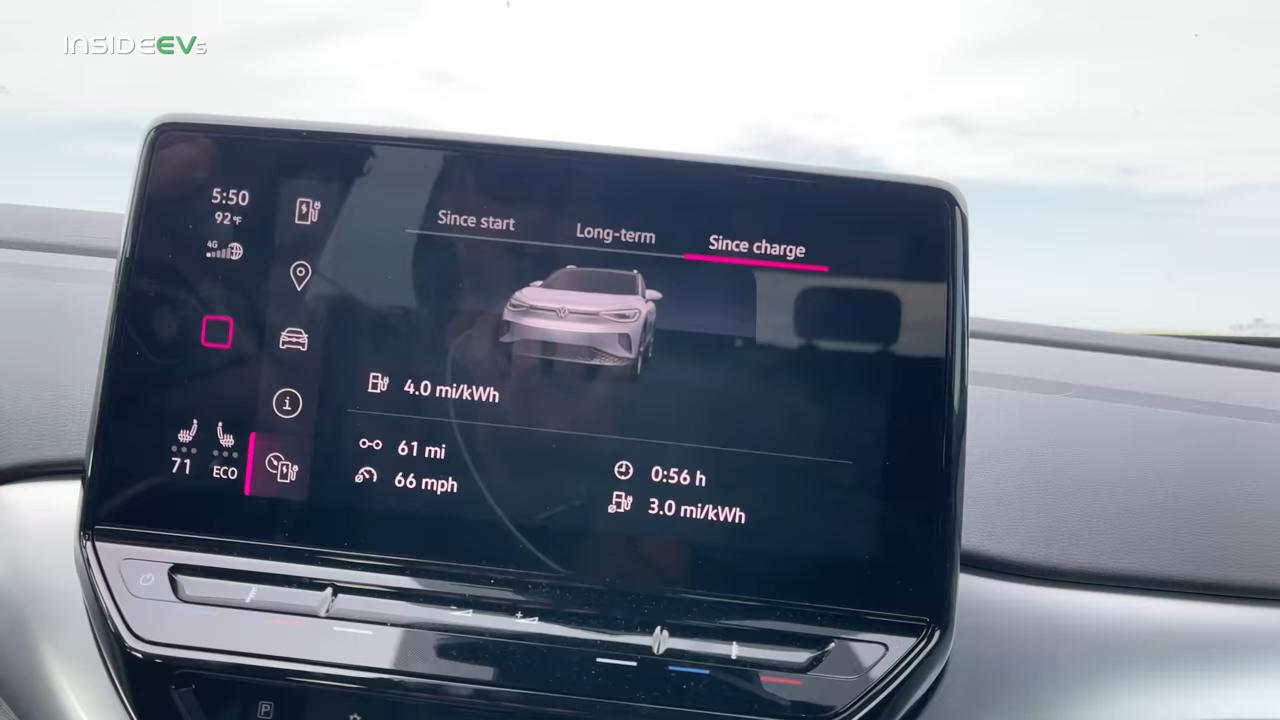 INSIDEEVs
5:50
92°F
4G
Since start
Long-term
Since charge
4.0 mi/kWh
61 mi
66 mph
0:56 h
3.0 mi/kWh
71
ECO
P